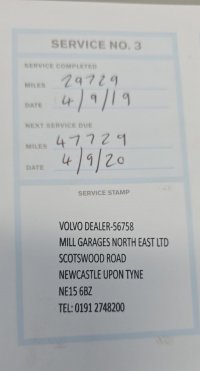 SERVICE NO. 3
SERVICE COMPLETED
MILES 29729
DATE 4/9/19
NEXT SERVICE DUE
MILES 47729
DATE 4/9/20
SERVICE STAMP
VOLVO DEALER-56758
MILL GARAGES NORTH EAST LTD
SCOTSWOOD ROAD
NEWCASTLE UPON TYNE
NE15 6BZ
TEL: 0191 2748200